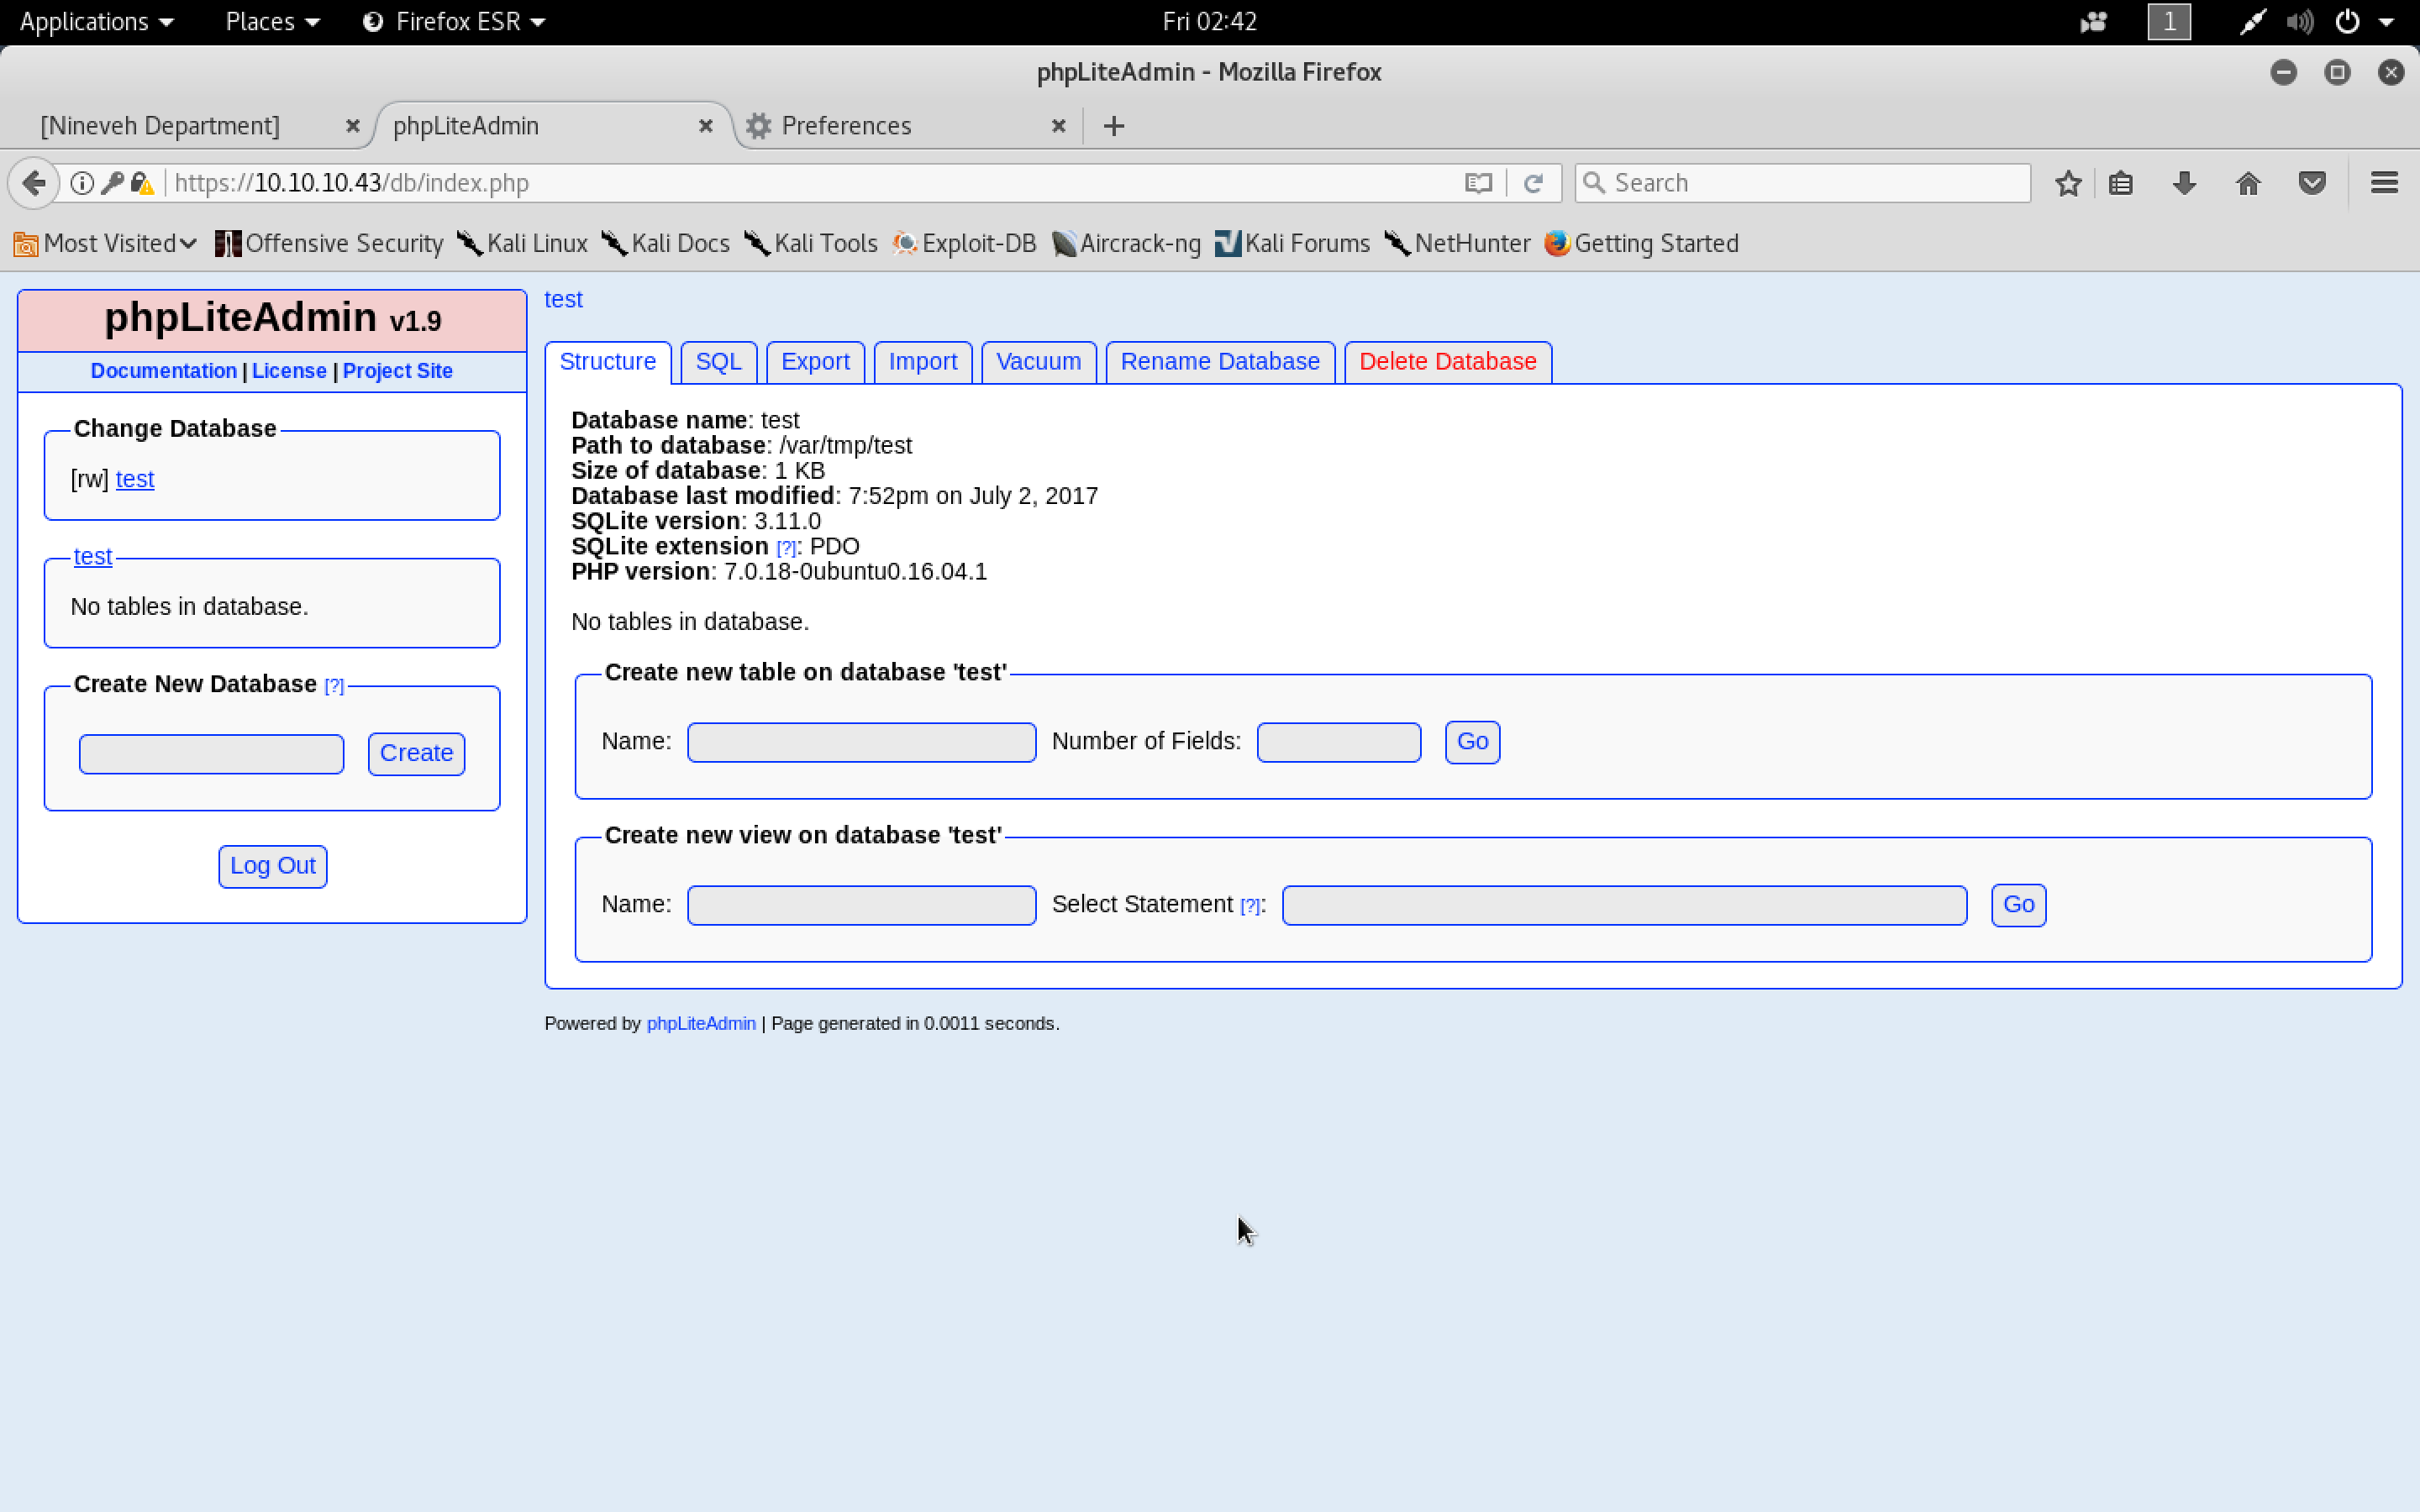 Applications Places Firefox ESR Fri 02:42 1
phpLiteAdmin - Mozilla Firefox
[Nineveh Department] phpLiteAdmin Preferences
https://10.10.10.43/db/index.php Search
Most Visited Offensive Security Kali Linux Kali Docs Kali Tools Exploit-DB Aircrack-ng Kali Forums NetHunter Getting Started
phpLiteAdmin v1.9
Documentation | License | Project Site
Change Database
[rw] test
test
No tables in database.
Create New Database [?]
Create
Log Out
test
Structure SQL Export Import Vacuum Rename Database Delete Database
Database name: test
Path to database: /var/tmp/test
Size of database: 1 KB
Database last modified: 7:52pm on July 2, 2017
SQLite version: 3.11.0
SQLite extension [?]: PDO
PHP version: 7.0.18-0ubuntu0.16.04.1
No tables in database.
Create new table on database 'test'
Name: Number of Fields: Go
Create new view on database 'test'
Name: Select Statement [?]: Go
Powered by phpLiteAdmin | Page generated in 0.0011 seconds.